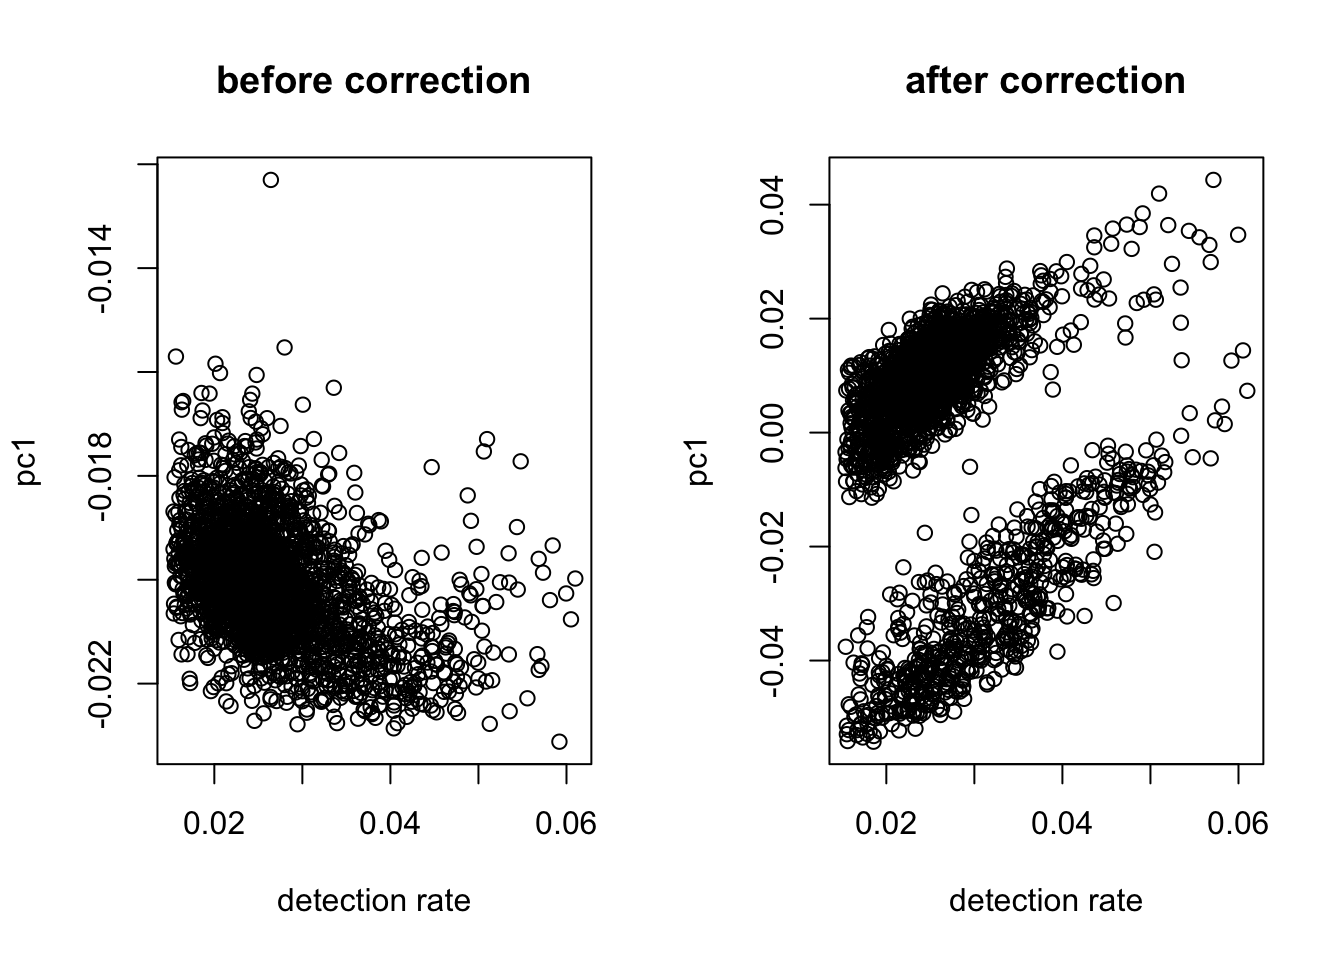 before correction
pc1
-0.014
-0.018
-0.022
0.02
0.04
0.06
detection rate
after correction
pc1
0.04
0.02
0.00
-0.02
-0.04
0.02
0.04
0.06
detection rate